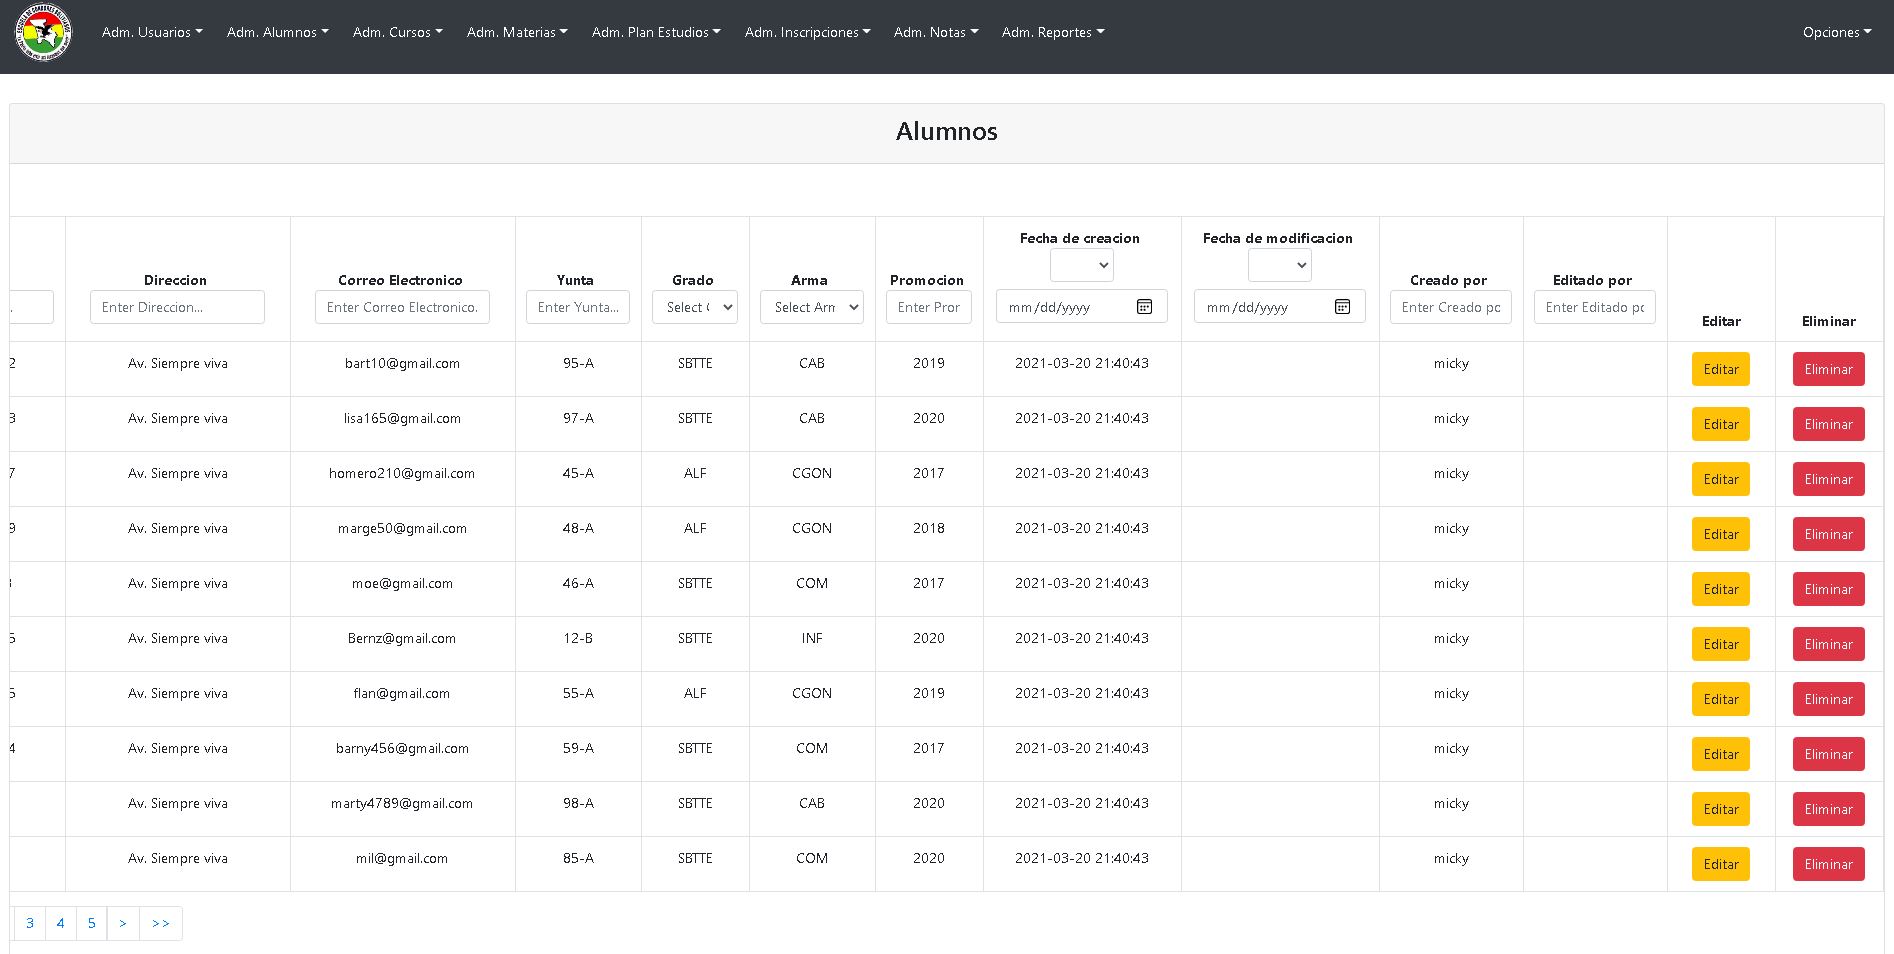 Adm. Usuarios Adm. Alumnos Adm. Cursos Adm. Materias Adm. Plan Estudios Adm. Inscripciones Adm. Notas Adm. Reportes Opciones
Alumnos
Direccion Correo Electronico Yunta Grado Arma Promocion Fecha de creacion Fecha de modificacion Creado por Editado por Editar Eliminar
. Enter Direccion... Enter Correo Electronico. Enter Yunta... Select ( Select Arm Enter Pror mm/dd/yyyy mm/dd/yyyy Enter Creado po Enter Editado po
2 Av. Siempre viva bart10@gmail.com 95-A SBTTE CAB 2019 2021-03-20 21:40:43 micky Editar Eliminar
3 Av. Siempre viva lisa165@gmail.com 97-A SBTTE CAB 2020 2021-03-20 21:40:43 micky Editar Eliminar
7 Av. Siempre viva homero210@gmail.com 45-A ALF CGON 2017 2021-03-20 21:40:43 micky Editar Eliminar
9 Av. Siempre viva marge50@gmail.com 48-A ALF CGON 2018 2021-03-20 21:40:43 micky Editar Eliminar
Av. Siempre viva moe@gmail.com 46-A SBTTE COM 2017 2021-03-20 21:40:43 micky Editar Eliminar
5 Av. Siempre viva Bernz@gmail.com 12-B SBTTE INF 2020 2021-03-20 21:40:43 micky Editar Eliminar
5 Av. Siempre viva flan@gmail.com 55-A ALF CGON 2019 2021-03-20 21:40:43 micky Editar Eliminar
4 Av. Siempre viva barny456@gmail.com 59-A SBTTE COM 2017 2021-03-20 21:40:43 micky Editar Eliminar
Av. Siempre viva marty4789@gmail.com 98-A SBTTE CAB 2020 2021-03-20 21:40:43 micky Editar Eliminar
Av. Siempre viva mil@gmail.com 85-A SBTTE COM 2020 2021-03-20 21:40:43 micky Editar Eliminar
3 4 5 > >>